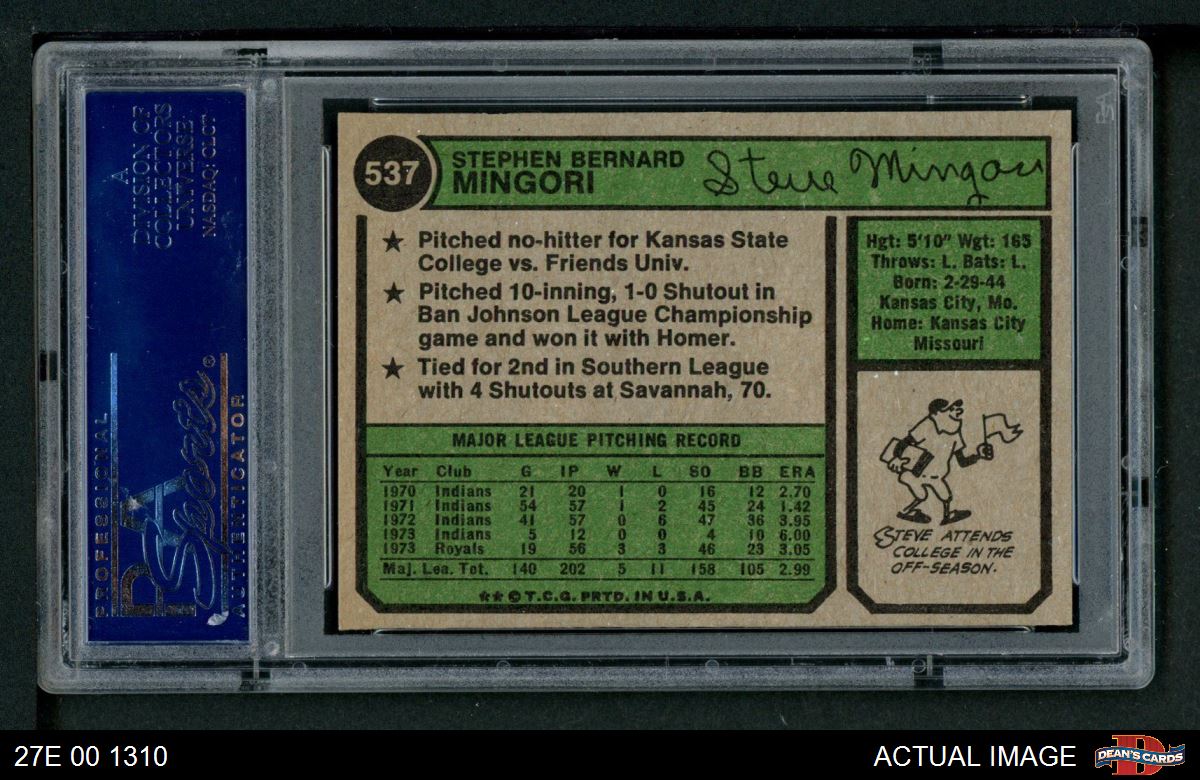 A
DIVISION OF
COLLECTORS
UNIVERSE
NASDAQ: CLCT
PROFESSIONAL
PSA
Sports®
AUTHENTICATOR
537
STEPHEN BERNARD
MINGORI
Steve Mingori
★ Pitched no-hitter for Kansas State
College vs. Friends Univ.
★ Pitched 10-inning, 1-0 Shutout in
Ban Johnson League Championship
game and won it with Homer.
★ Tied for 2nd in Southern League
with 4 Shutouts at Savannah, 70.
Hgt: 5'10" Wgt: 165
Throws: L. Bats: L.
Born: 2-29-44
Kansas City, Mo.
Home: Kansas City
Missouri
MAJOR LEAGUE PITCHING RECORD
Year Club G IP W L SO BB ERA
1970 Indians 21 20 1 0 16 12 2.70
1971 Indians 54 57 1 2 45 24 1.42
1972 Indians 41 57 0 6 47 36 3.95
1973 Indians 5 12 0 0 4 10 6.00
1973 Royals 19 56 3 3 46 23 3.05
Maj. Lea. Tot. 140 202 5 11 158 105 2.99
★★ © T.C.G. PRTD. IN U.S.A.
STEVE ATTENDS
COLLEGE IN THE
OFF-SEASON.
27E 00 1310
ACTUAL IMAGE
D
DEAN'S CARDS